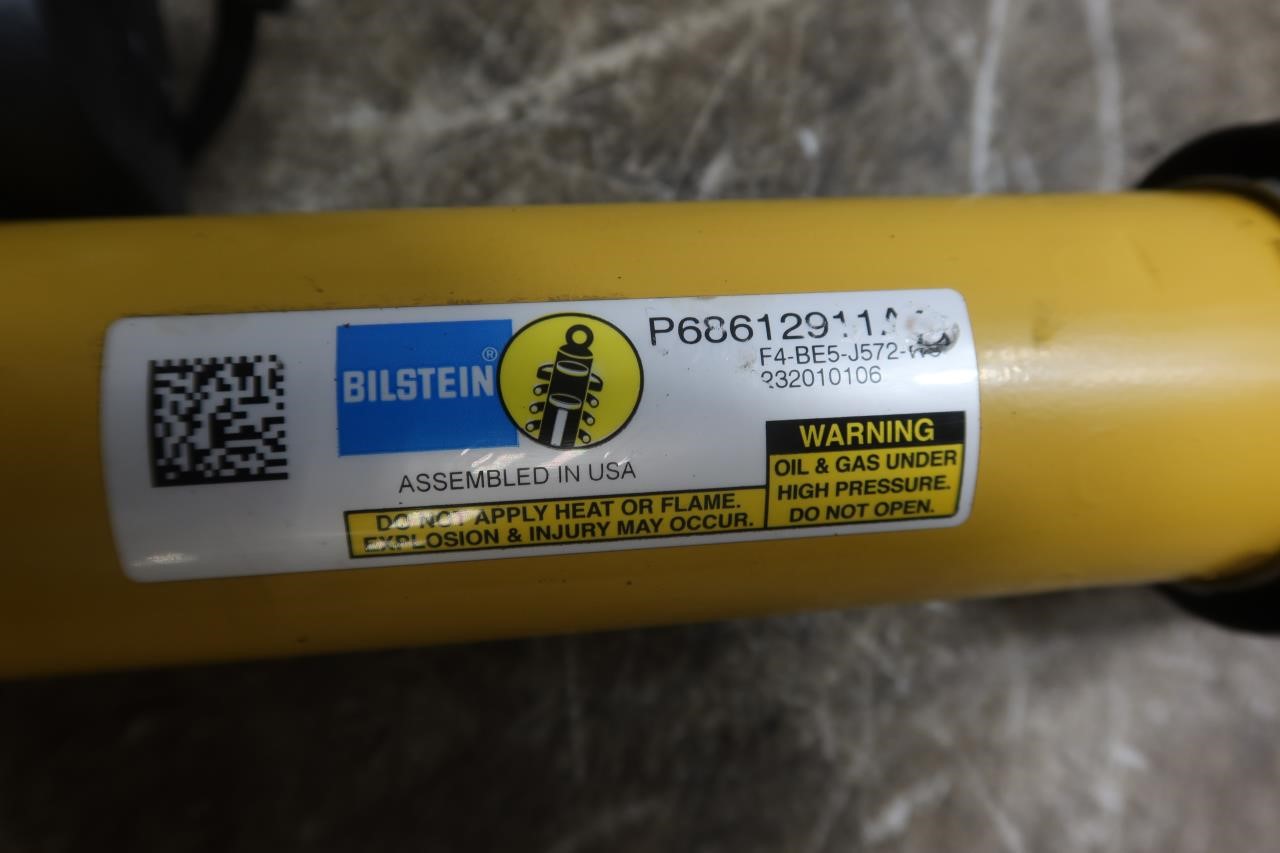 BILSTEIN®
P68612911A
F4-BE5-J572-
232010106
ASSEMBLED IN USA
WARNING
OIL & GAS UNDER
HIGH PRESSURE.
DO NOT OPEN.
DO NOT APPLY HEAT OR FLAME.
EXPLOSION & INJURY MAY OCCUR.